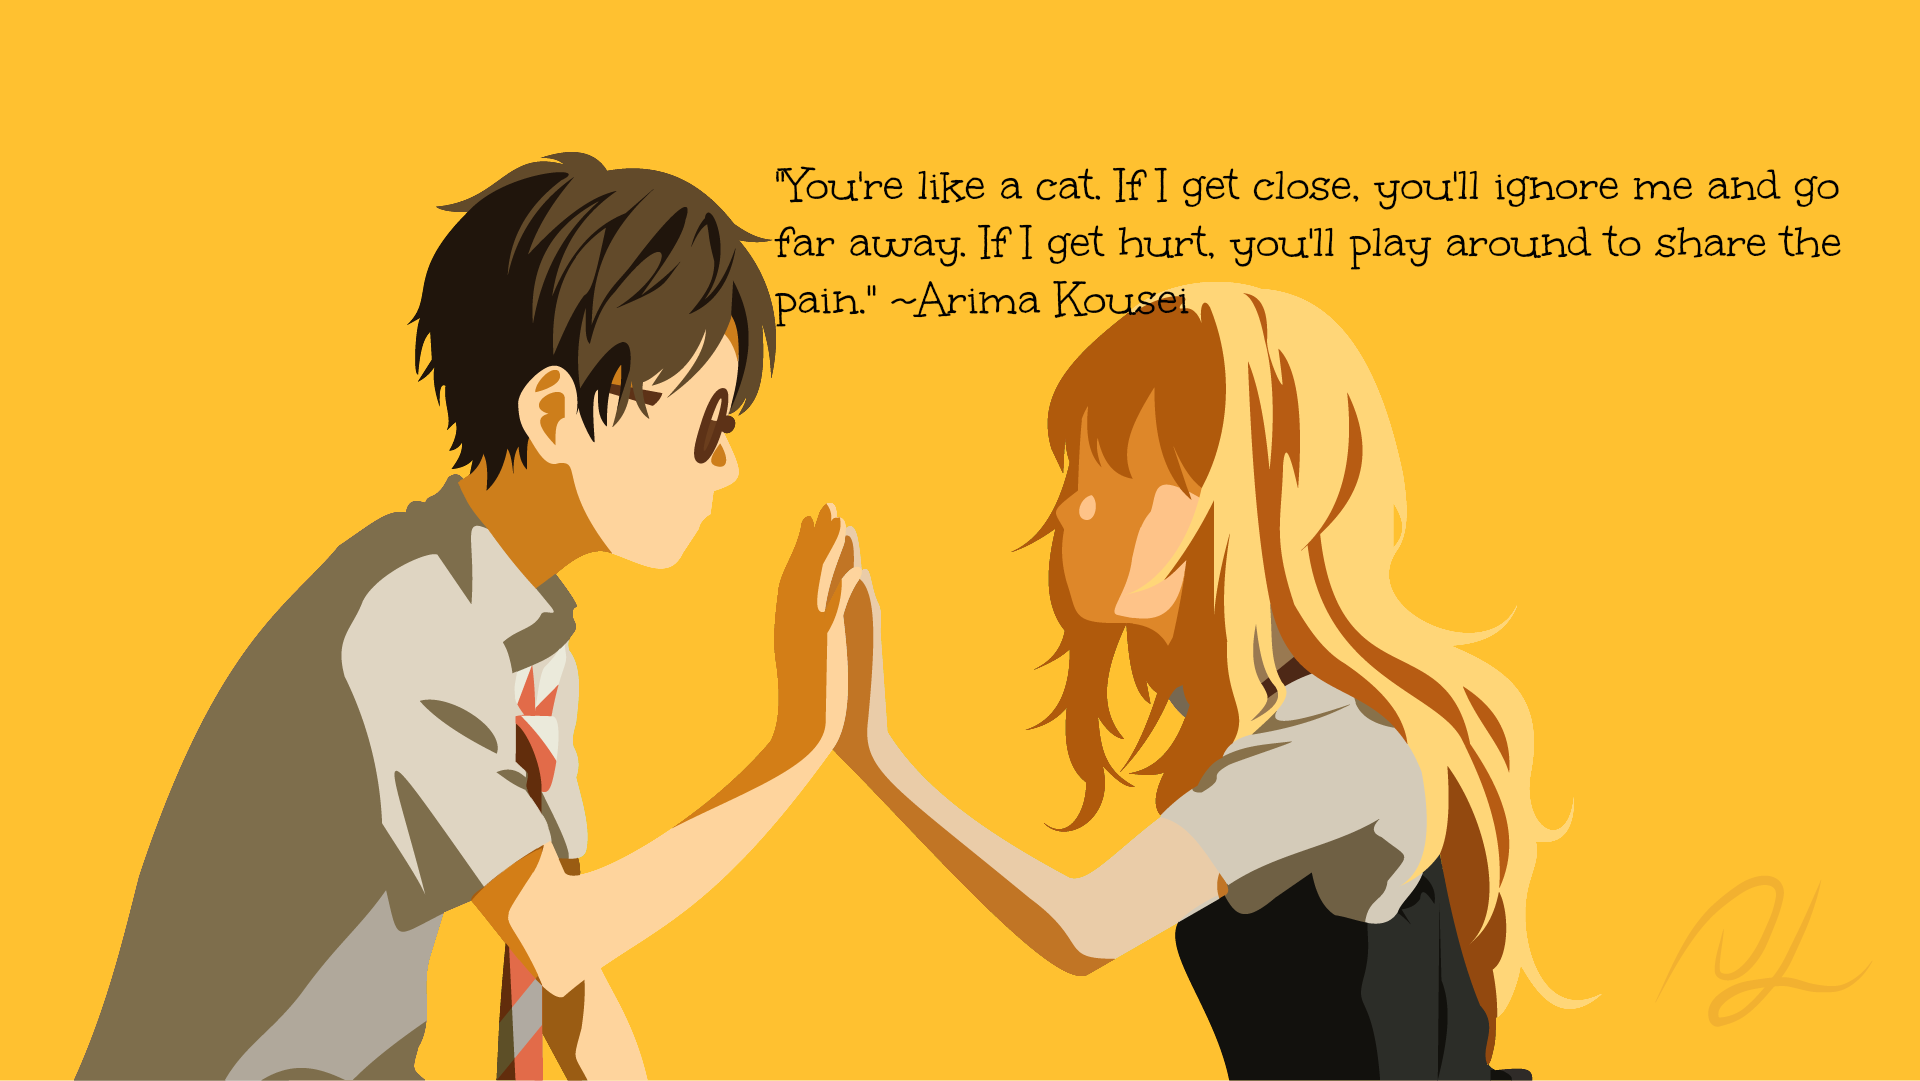 "You're like a cat. If I get close, you'll ignore me and go
far away. If I get hurt, you'll play around to share the
pain." ~Arima Kousei